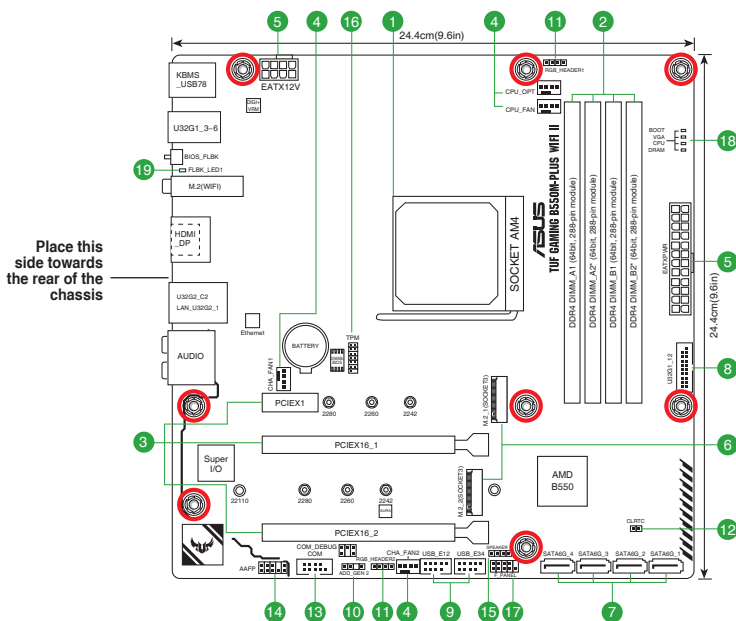 5
4
16
1
4
11
2
24.4cm(9.6in)
KBMS
_USB78
EATX12V
RGB_HEADER1
CPU_OPT
CPU_FAN
DIGI+
VRM
U32G1_3~6
BIOS_FLBK
19
FLBK_LED1
M.2(WIFI)
BOOT
VGA
CPU
DRAM
18
HDMI
_DP
Place this
side towards
the rear of the
chassis
SOCKET AM4
ASUS
TUF GAMING B550M-PLUS WIFI II
DDR4 DIMM_A1 (64bit, 288-pin module)
DDR4 DIMM_A2* (64bit, 288-pin module)
DDR4 DIMM_B1 (64bit, 288-pin module)
DDR4 DIMM_B2* (64bit, 288-pin module)
EATXPWR
5
24.4cm(9.6in)
U32G2_C2
LAN_U32G2_1
Ethernet
AUDIO
CHA_FAN1
BATTERY
TPM
U32G1_12
8
PCIEX1
2280
2260
2242
M.2_1(SOCKET3)
3
PCIEX16_1
6
Super
I/O
22110
2280
2260
2242
AURA
M.2_2(SOCKET3)
AMD
B550
PCIEX16_2
CLRTC
12
AAFP
COM_DEBUG
COM
RGB_HEADER2
ADD_GEN 2
CHA_FAN2
USB_E12
USB_E34
SPEAKER
F_PANEL
SATA6G_4
SATA6G_3
SATA6G_2
SATA6G_1
14
13
10
11
4
9
15
17
7